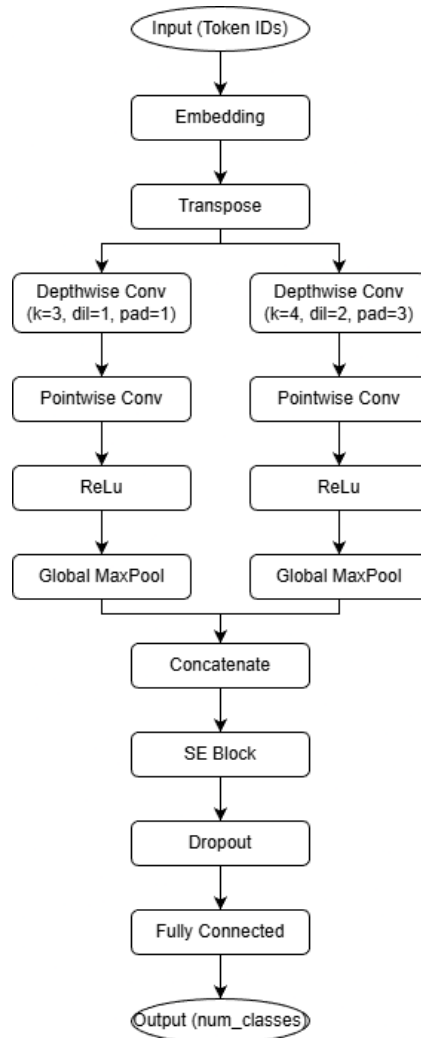 Input (Token IDs)
Embedding
Transpose
Depthwise Conv
(k=3, dil=1, pad=1)
Depthwise Conv
(k=4, dil=2, pad=3)
Pointwise Conv
Pointwise Conv
ReLu
ReLu
Global MaxPool
Global MaxPool
Concatenate
SE Block
Dropout
Fully Connected
Output (num_classes)